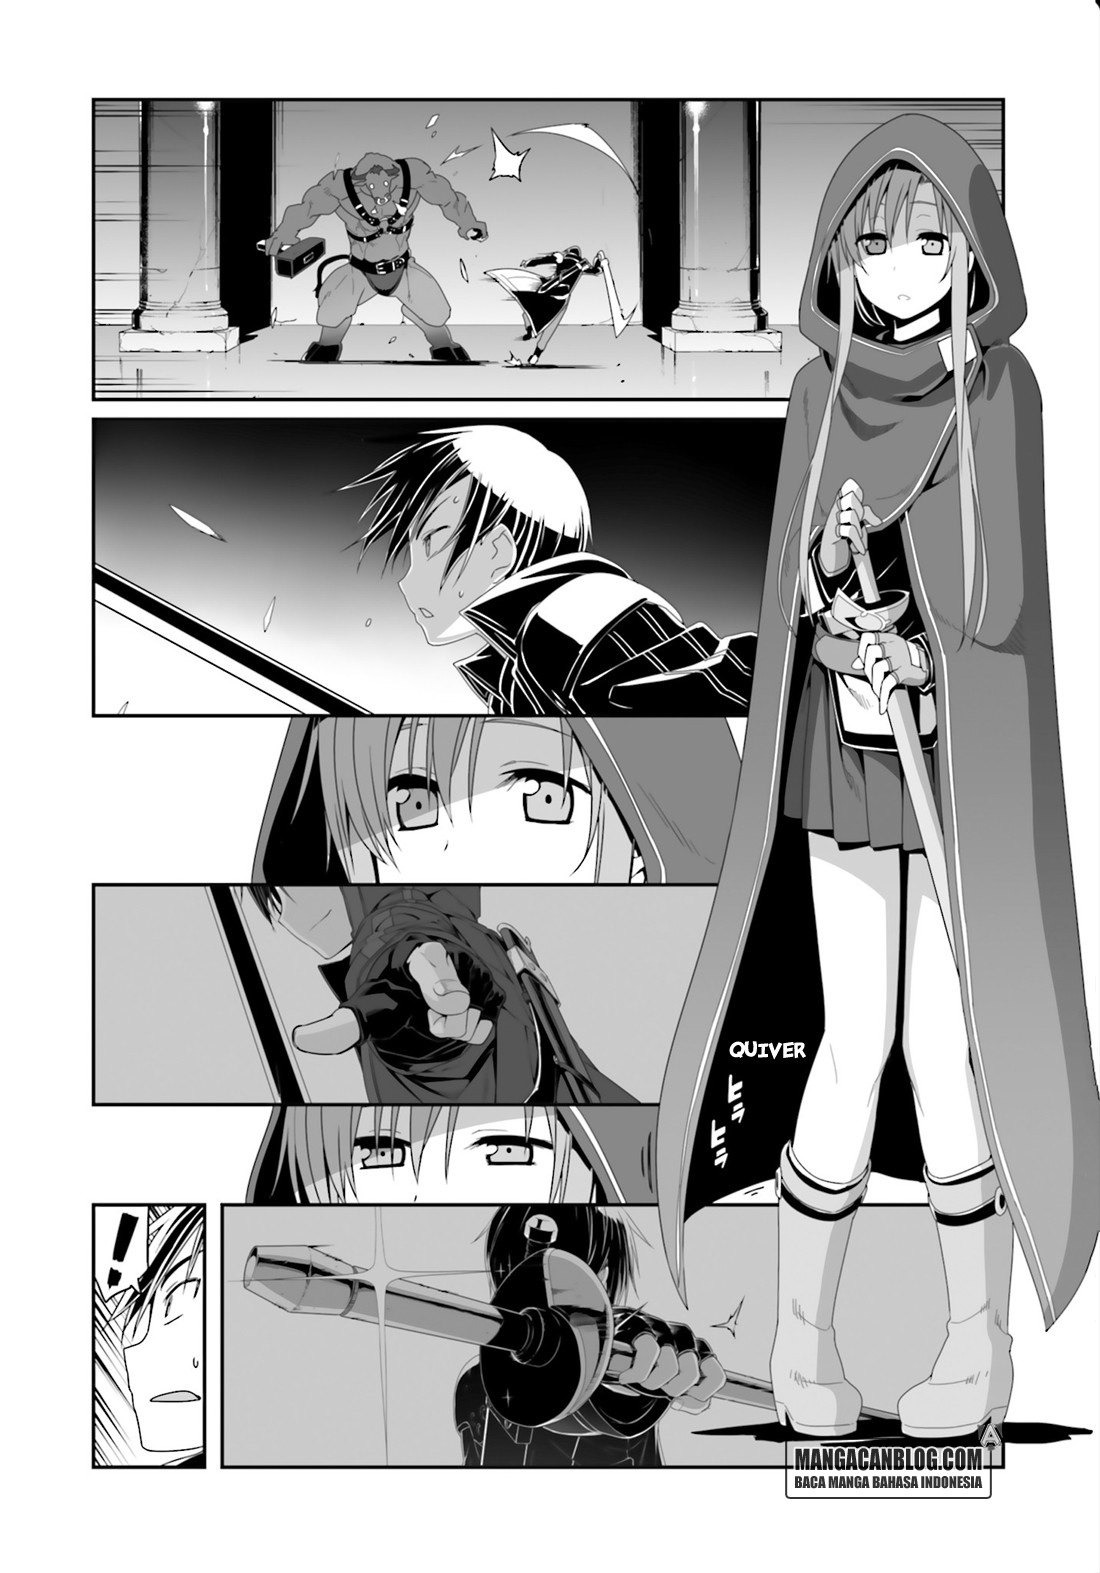 QUIVER
ヒラ
ヒラ
!
MANGACANBLOG.COM
BACA MANGA BAHASA INDONESIA